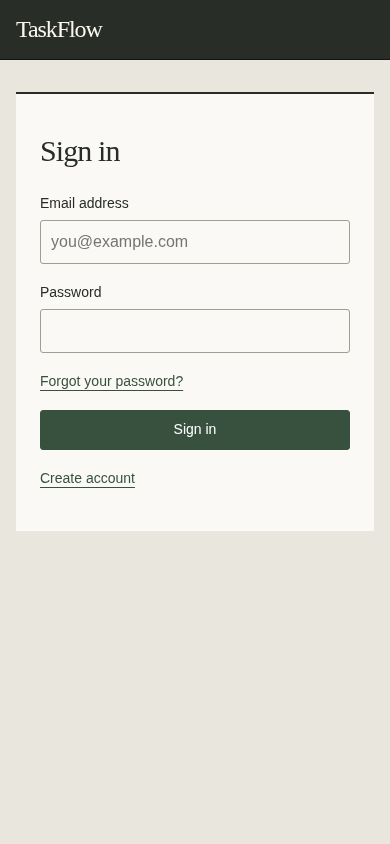 TaskFlow
Sign in
Email address
you@example.com
Password
Forgot your password?
Sign in
Create account